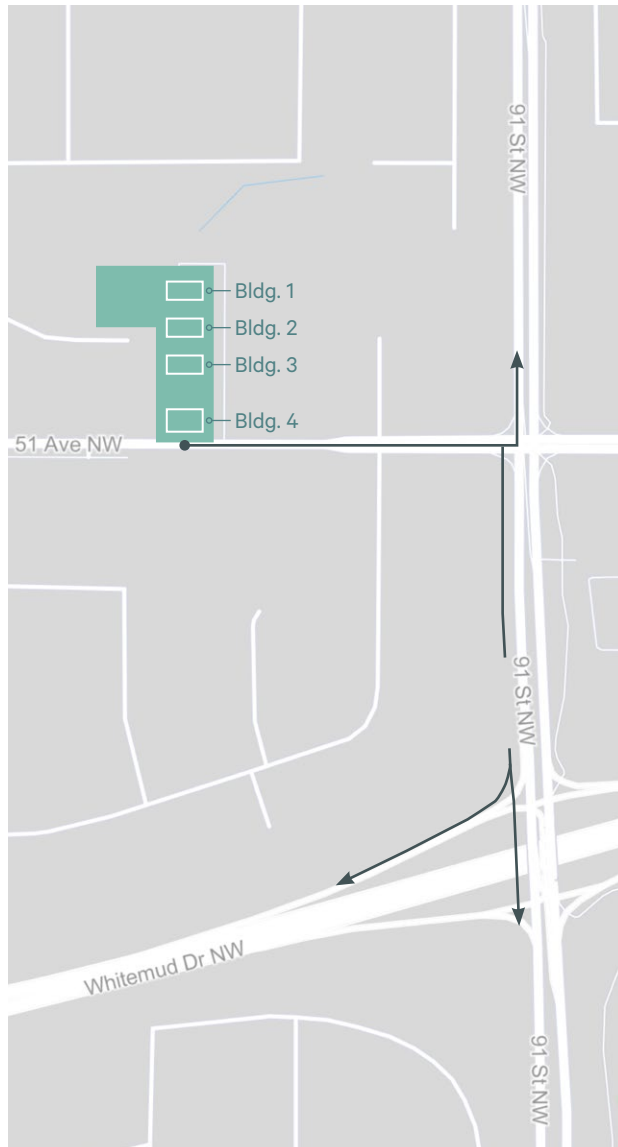 91 St NW
Bldg. 1
Bldg. 2
Bldg. 3
Bldg. 4
51 Ave NW
91 St NW
Whitemud Dr NW
91 St NW